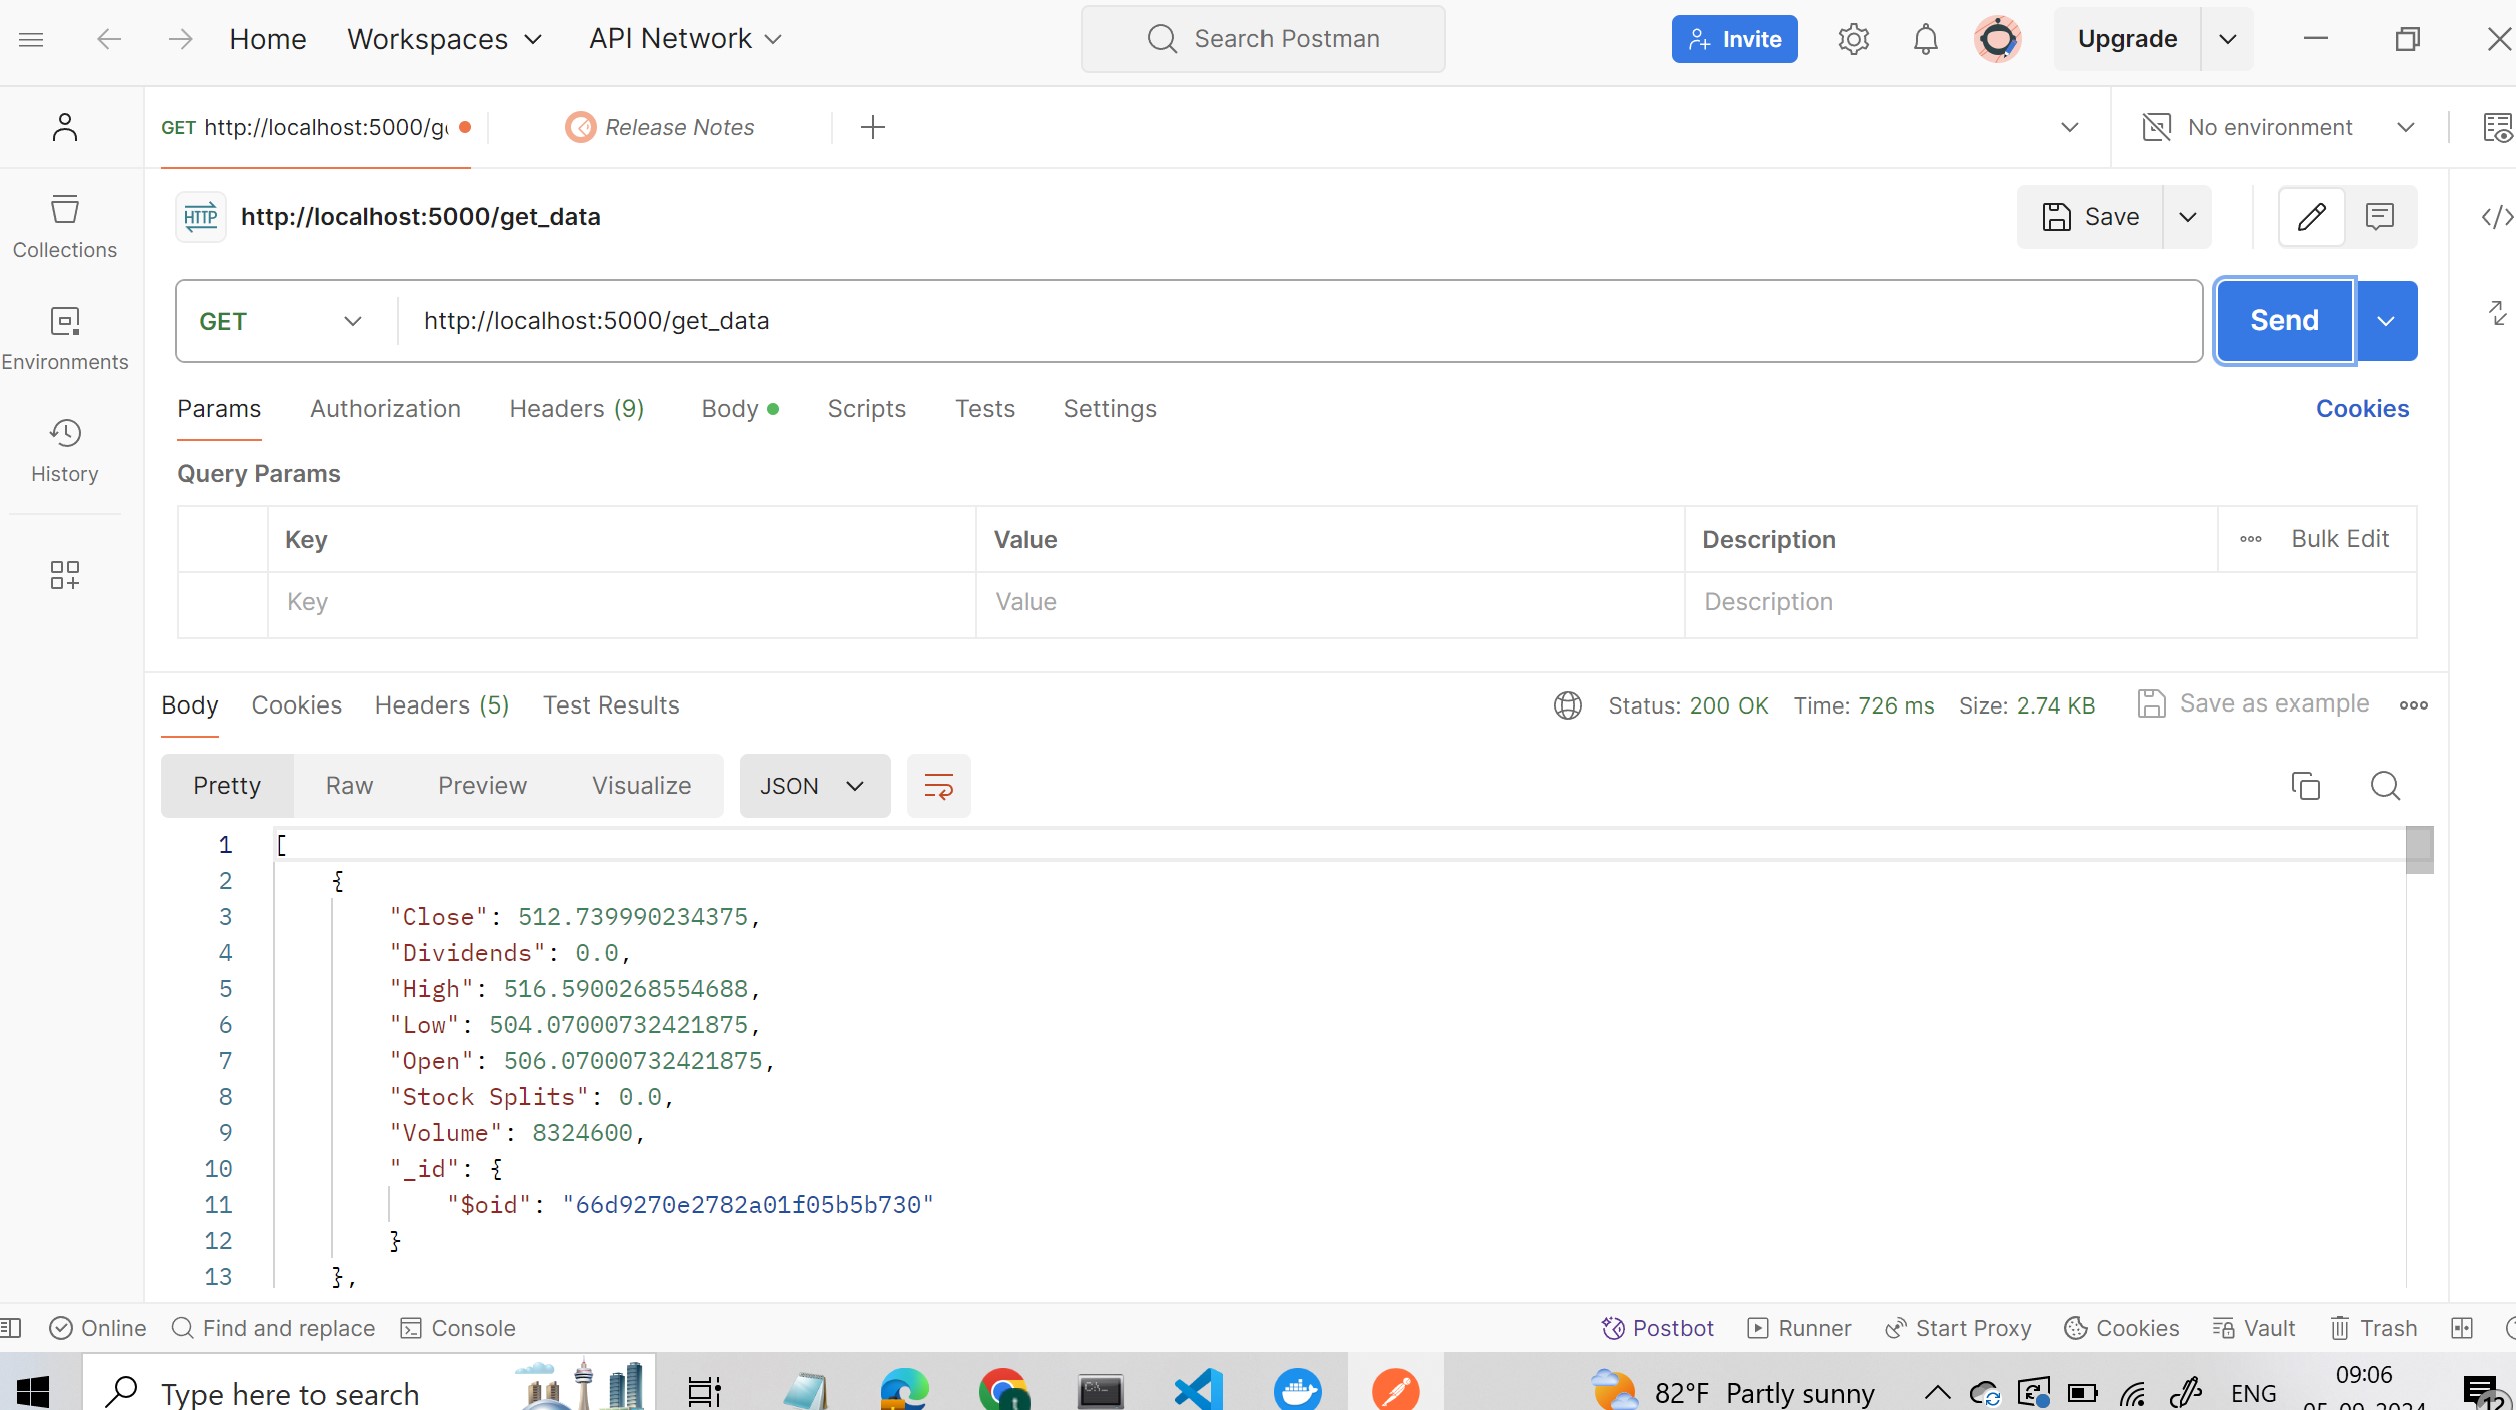 Home Workspaces API Network Search Postman Invite Upgrade
GET http://localhost:5000/g Release Notes No environment
HTTP http://localhost:5000/get_data Save
Collections
GET http://localhost:5000/get_data Send
Environments
Params Authorization Headers (9) Body Scripts Tests Settings Cookies
History
Query Params
Key Value Description Bulk Edit
Key Value Description
Body Cookies Headers (5) Test Results Status: 200 OK Time: 726 ms Size: 2.74 KB Save as example
Pretty Raw Preview Visualize JSON
1 [
2 {
3 "Close": 512.739990234375,
4 "Dividends": 0.0,
5 "High": 516.5900268554688,
6 "Low": 504.07000732421875,
7 "Open": 506.07000732421875,
8 "Stock Splits": 0.0,
9 "Volume": 8324600,
10 "_id": {
11 "$oid": "66d9270e2782a01f05b5b730"
12 }
13 },
Online Find and replace Console Postbot Runner Start Proxy Cookies Vault Trash
Type here to search 82°F Partly sunny ENG 09:06
05-09-2024 12